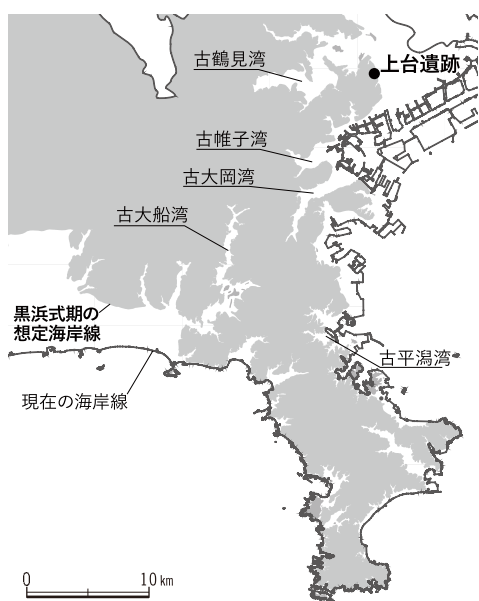 古鶴見湾
上台遺跡
古帷子湾
古大岡湾
古大船湾
黒浜式期の
想定海岸線
古平潟湾
現在の海岸線
0 10 km